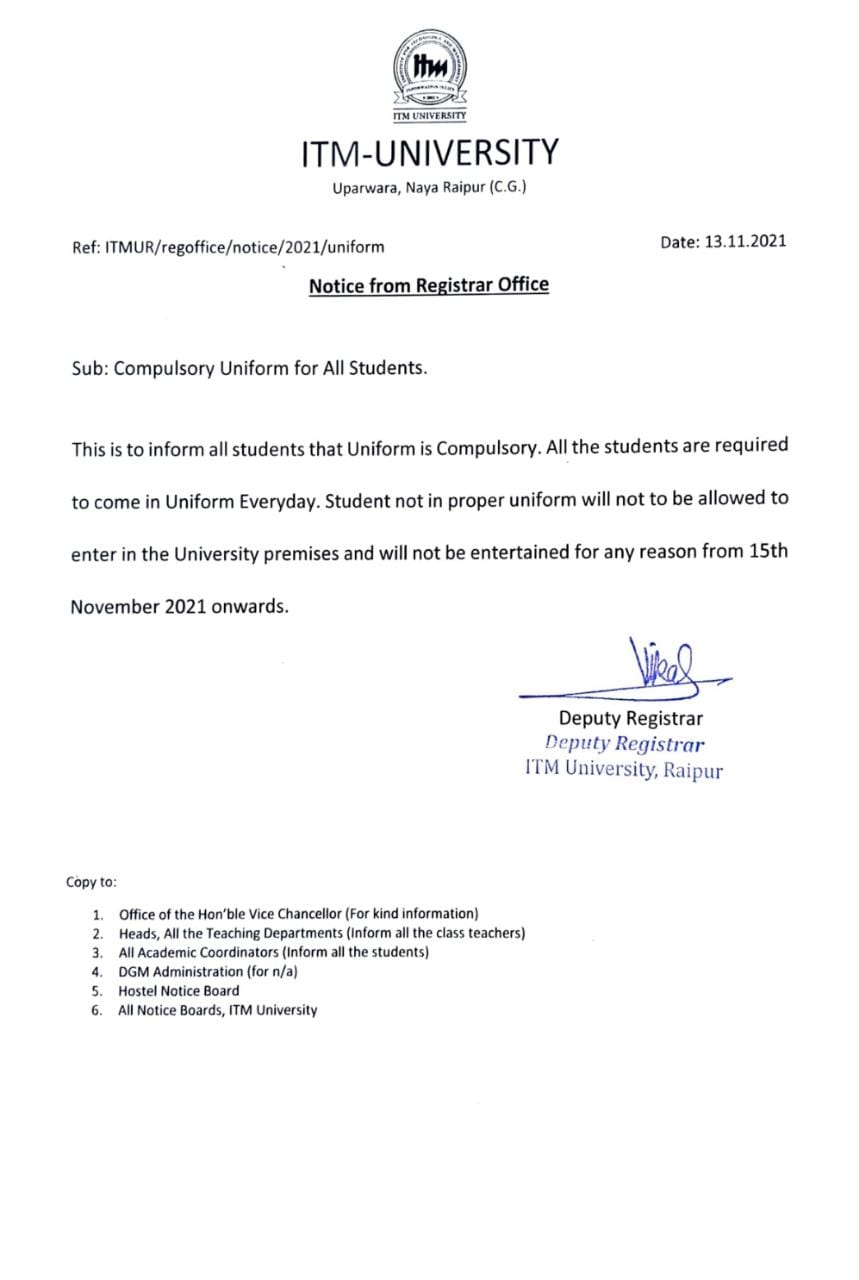 itm
ITM UNIVERSITY
ITM-UNIVERSITY
Uparwara, Naya Raipur (C.G.)
Ref: ITMUR/regoffice/notice/2021/uniform
Date: 13.11.2021
Notice from Registrar Office
Sub: Compulsory Uniform for All Students.
This is to inform all students that Uniform is Compulsory. All the students are required
to come in Uniform Everyday. Student not in proper uniform will not to be allowed to
enter in the University premises and will not be entertained for any reason from 15th
November 2021 onwards.
Deputy Registrar
Deputy Registrar
ITM University, Raipur
Copy to:
1. Office of the Hon'ble Vice Chancellor (For kind information)
2. Heads, All the Teaching Departments (Inform all the class teachers)
3. All Academic Coordinators (Inform all the students)
4. DGM Administration (for n/a)
5. Hostel Notice Board
6. All Notice Boards, ITM University